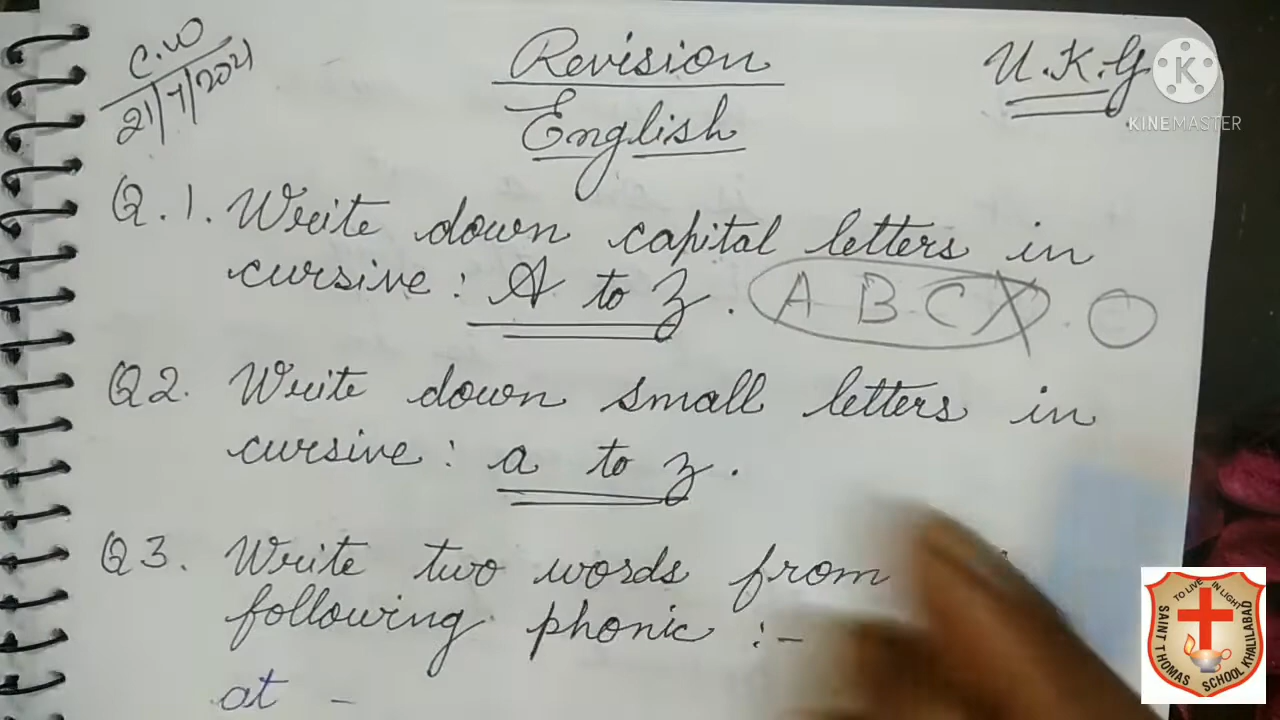 C.W
21/7/2021
Revision
English
U.K.G
KINEMASTER
Q.1. Write down capital letters in
cursive : A to Z . A B C
Q2. Write down small letters in
cursive : a to z .
Q3. Write two words from
following phonic :-
at -
TO LIVE IN LIGHT
SAINT THOMAS SCHOOL KHALILABAD